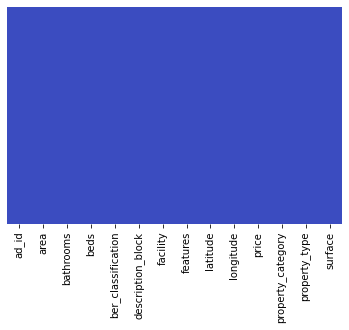 ad_id
area
bathrooms
beds
ber_classification
description_block
facility
features
latitude
longitude
price
property_category
property_type
surface